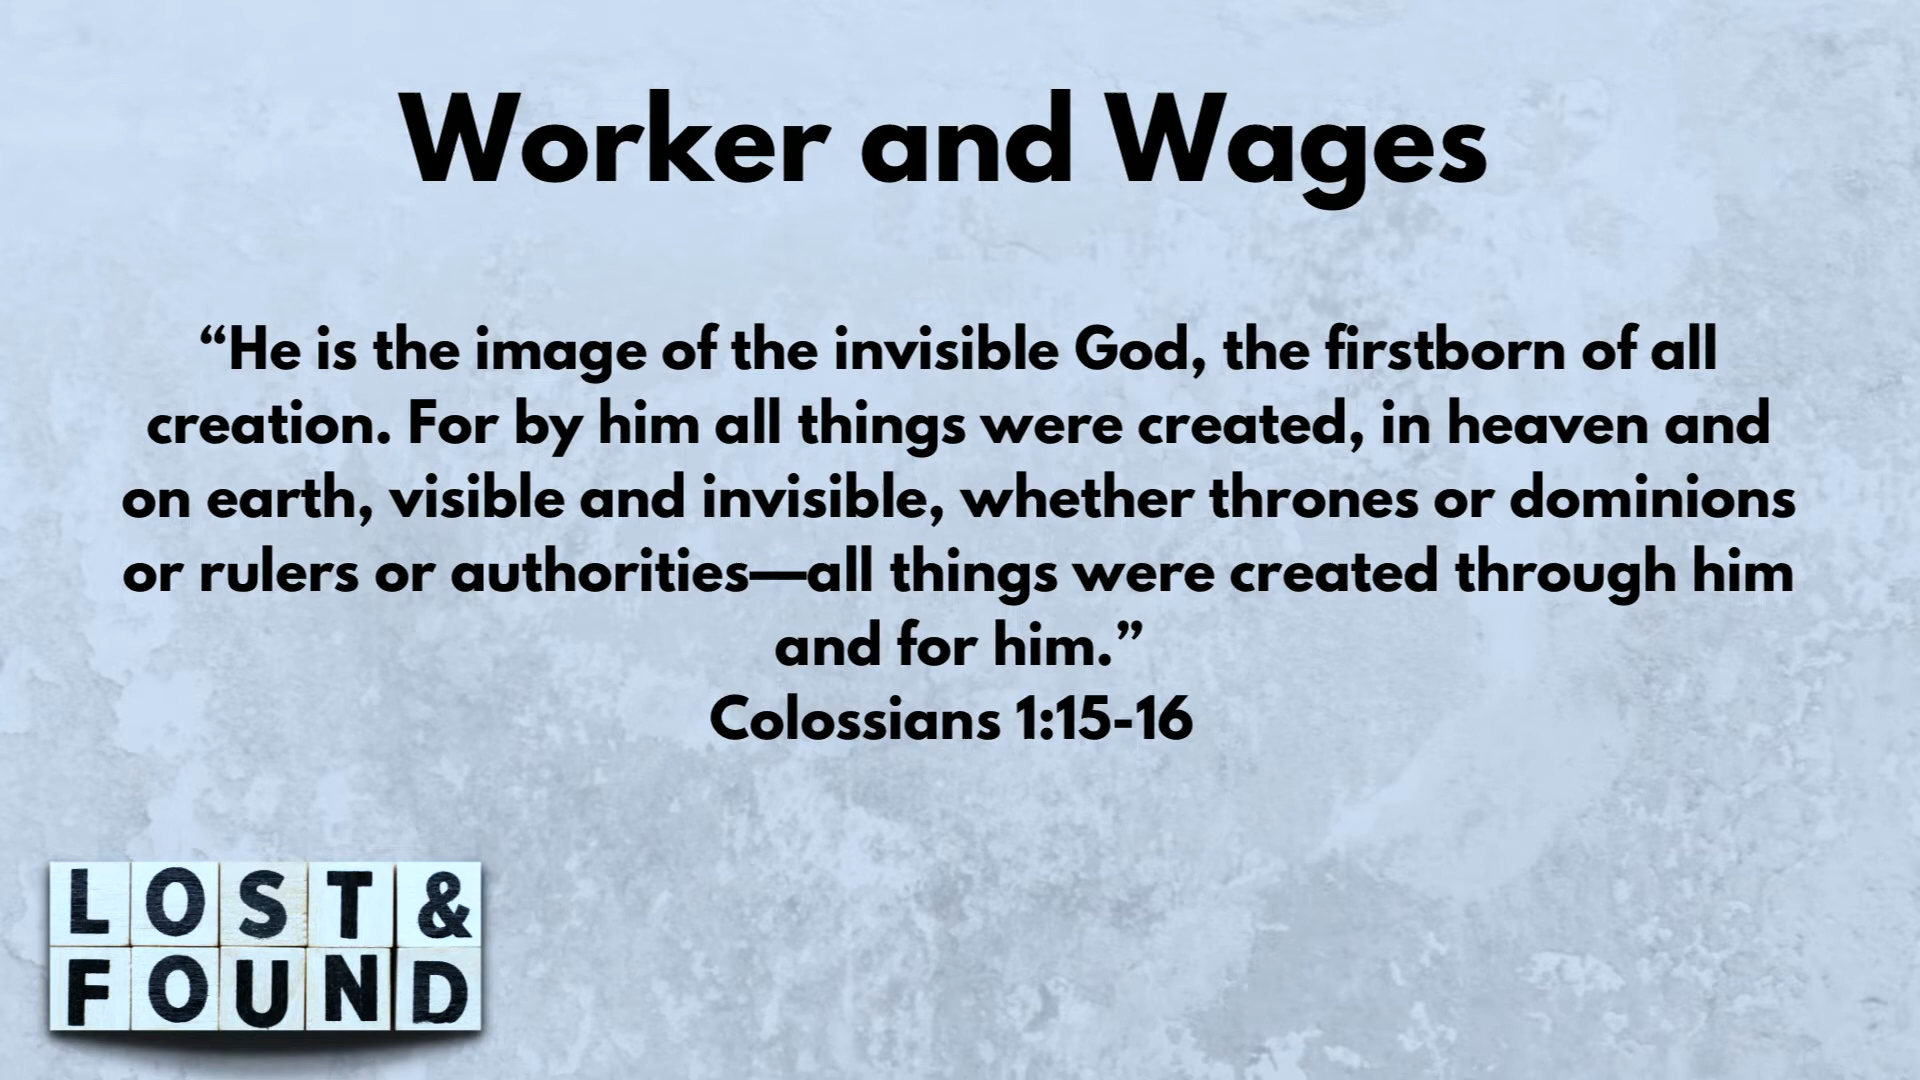 Worker and Wages
“He is the image of the invisible God, the firstborn of all
creation. For by him all things were created, in heaven and
on earth, visible and invisible, whether thrones or dominions
or rulers or authorities—all things were created through him
and for him.”
Colossians 1:15-16
LOST&
FOUND